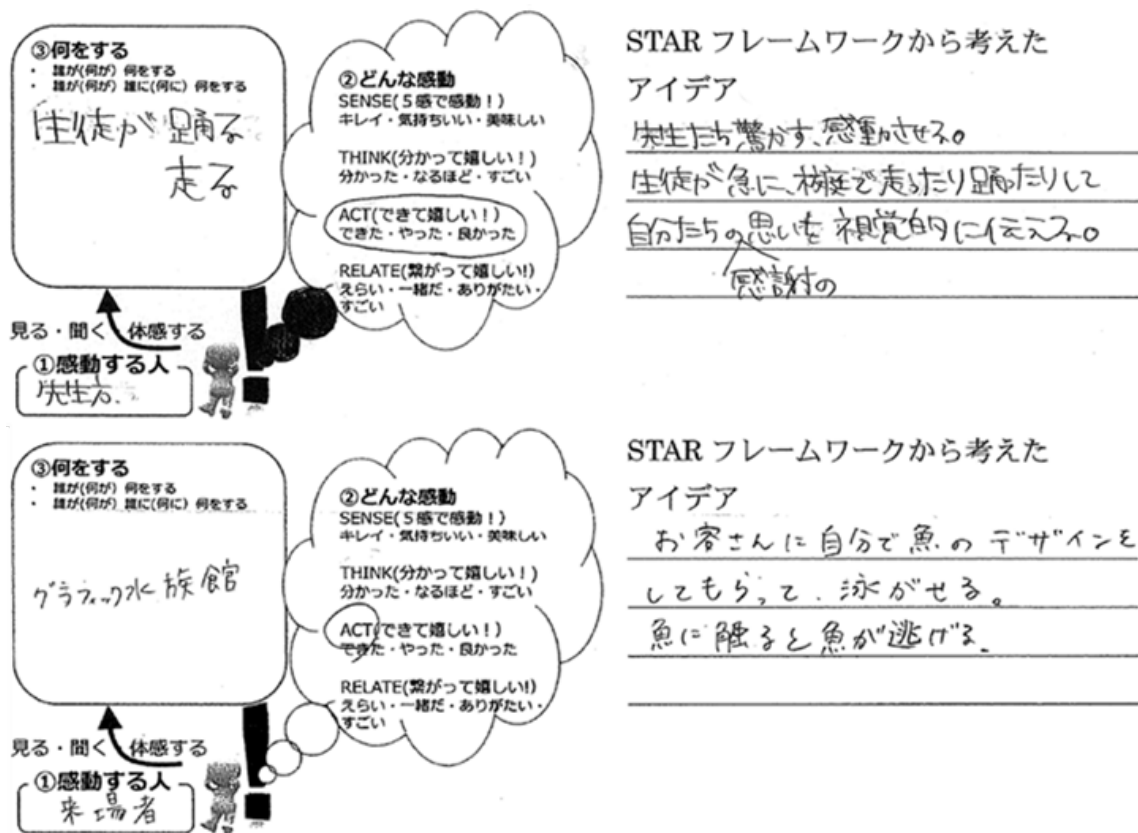 ③何をする
・ 誰が(何が) 何をする
・ 誰が(何が) 誰に(何に) 何をする
生徒が 踊る
走る
②どんな感動
SENSE(5感で感動!)
キレイ・気持ちいい・美味しい
THINK(分かって嬉しい!)
分かった・なるほど・すごい
ACT(できて嬉しい!)
できた・やった・良かった
RELATE(繋がって嬉しい!)
えらい・一緒だ・ありがたい・
すごい
見る・聞く 体感する
①感動する人
先生方.
STAR フレームワークから考えた
アイデア
先生たち驚かす、感動させる。
生徒が急に、校庭で走ったり踊ったりして
自分たちの思いを視覚的に伝える。
感謝の
③何をする
・ 誰が(何が) 何をする
・ 誰が(何が) 誰に(何に) 何をする
グラフィック水族館
②どんな感動
SENSE(5感で感動!)
キレイ・気持ちいい・美味しい
THINK(分かって嬉しい!)
分かった・なるほど・すごい
ACT(できて嬉しい!)
できた・やった・良かった
RELATE(繋がって嬉しい!)
えらい・一緒だ・ありがたい・
すごい
見る・聞く 体感する
①感動する人
来場者
STAR フレームワークから考えた
アイデア
お客さんに自分で魚のデザインを
してもらって、泳がせる。
魚に触ると魚が逃げる.